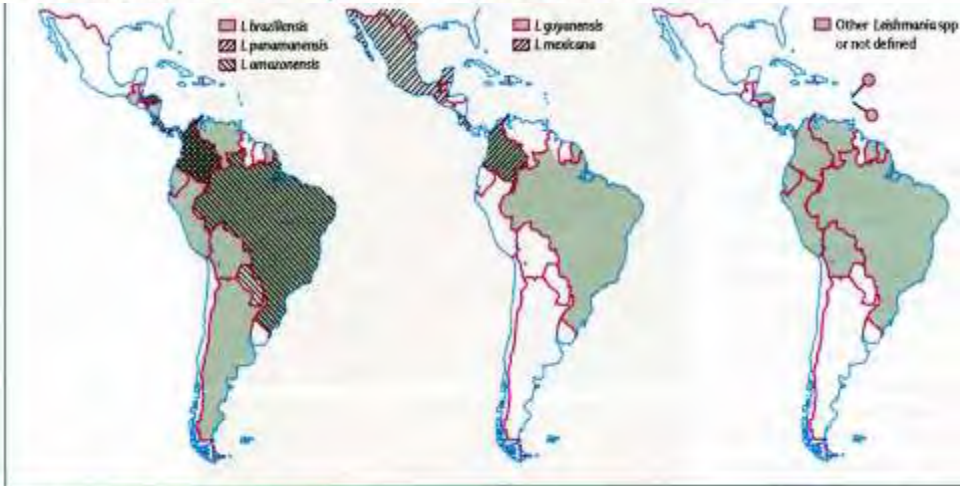 L braziliensis
L panamanensis
L amazonensis
L guyanensis
L mexicana
Other Leishmania spp
or not defined